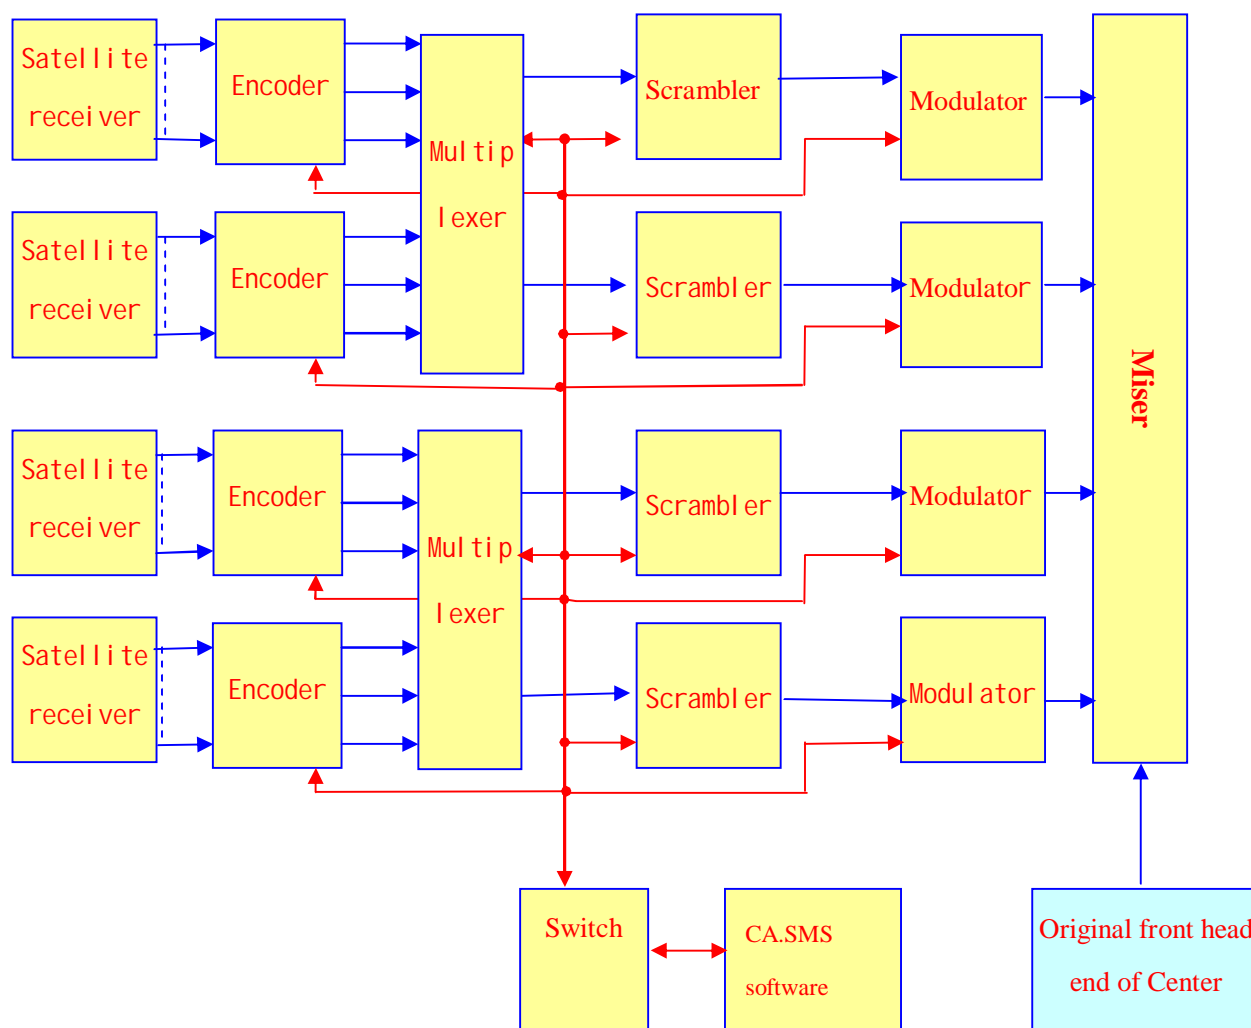 Satellite
receiver
Encoder
Multip
lexer
Scrambler
Modulator
Satellite
receiver
Encoder
Scrambler
Modulator
Miser
Satellite
receiver
Encoder
Multip
lexer
Scrambler
Modulator
Satellite
receiver
Encoder
Scrambler
Modulator
Switch
CA.SMS
software
Original front head
end of Center